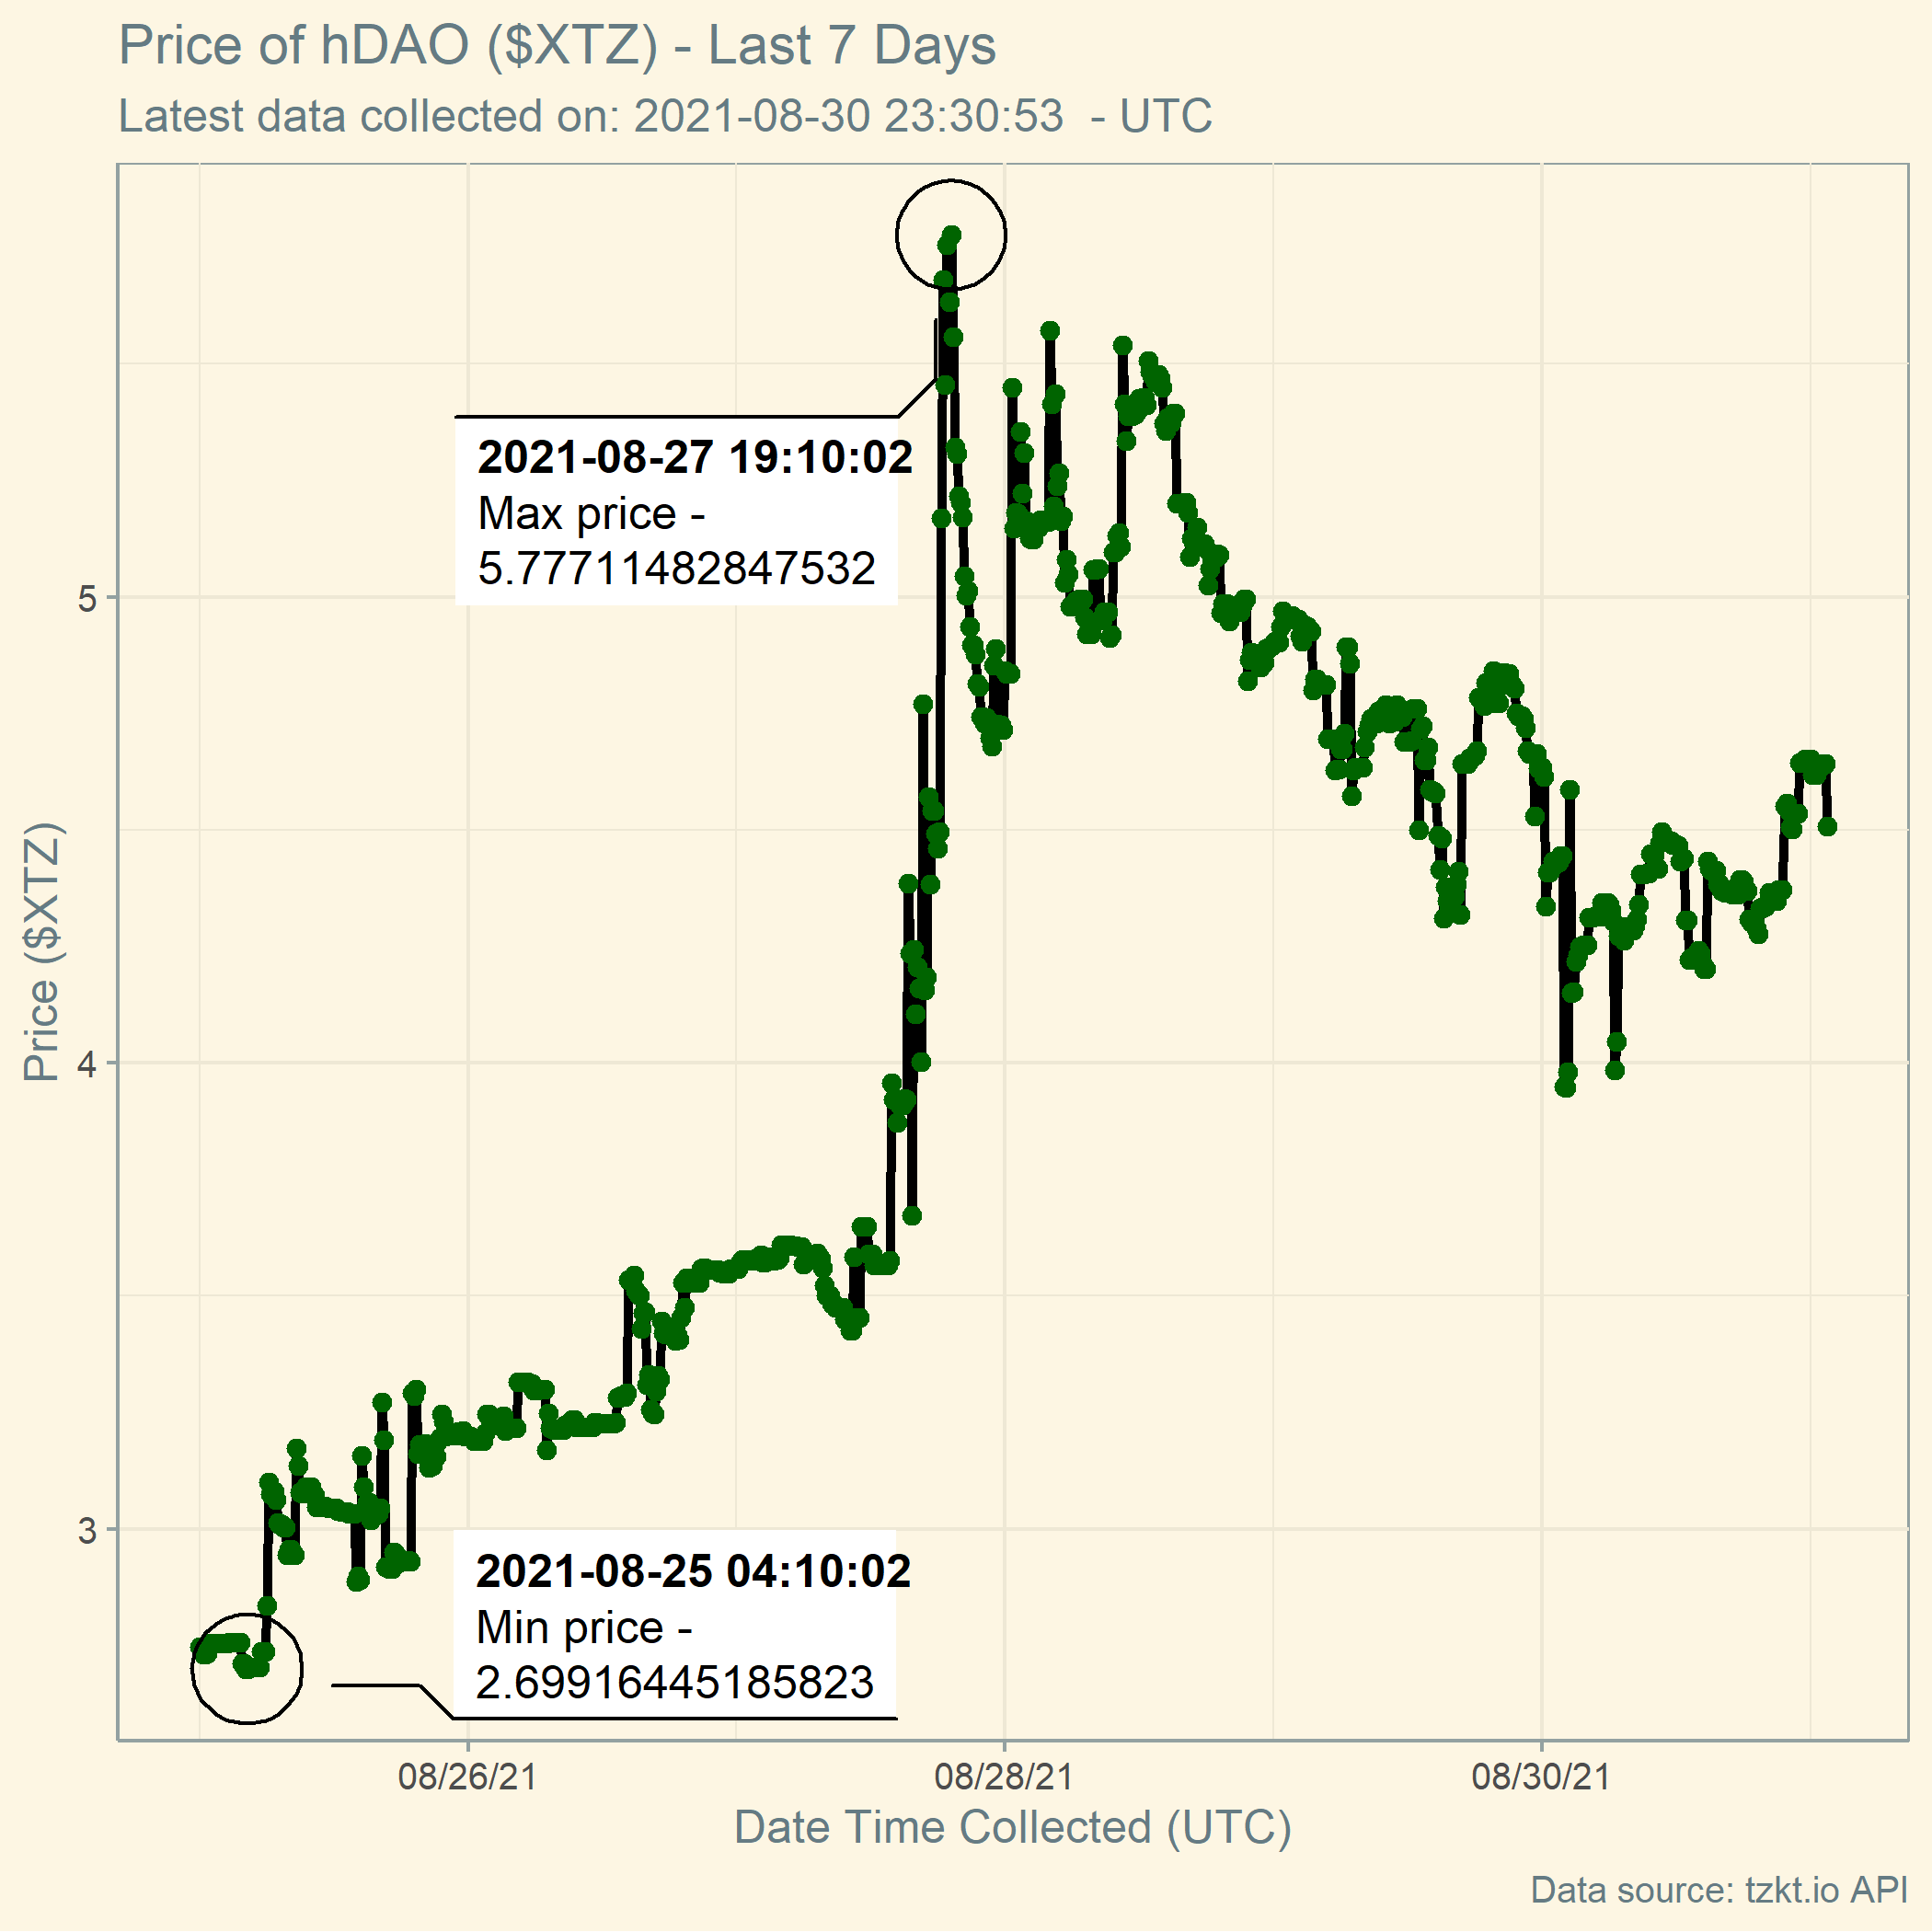 Price of hDAO ($XTZ) - Last 7 Days
Latest data collected on: 2021-08-30 23:30:53  - UTC
2021-08-27 19:10:02
Max price -
5.77711482847532
5
4
3
Price ($XTZ)
2021-08-25 04:10:02
Min price -
2.69916445185823
08/26/21
08/28/21
08/30/21
Date Time Collected (UTC)
Data source: tzkt.io API